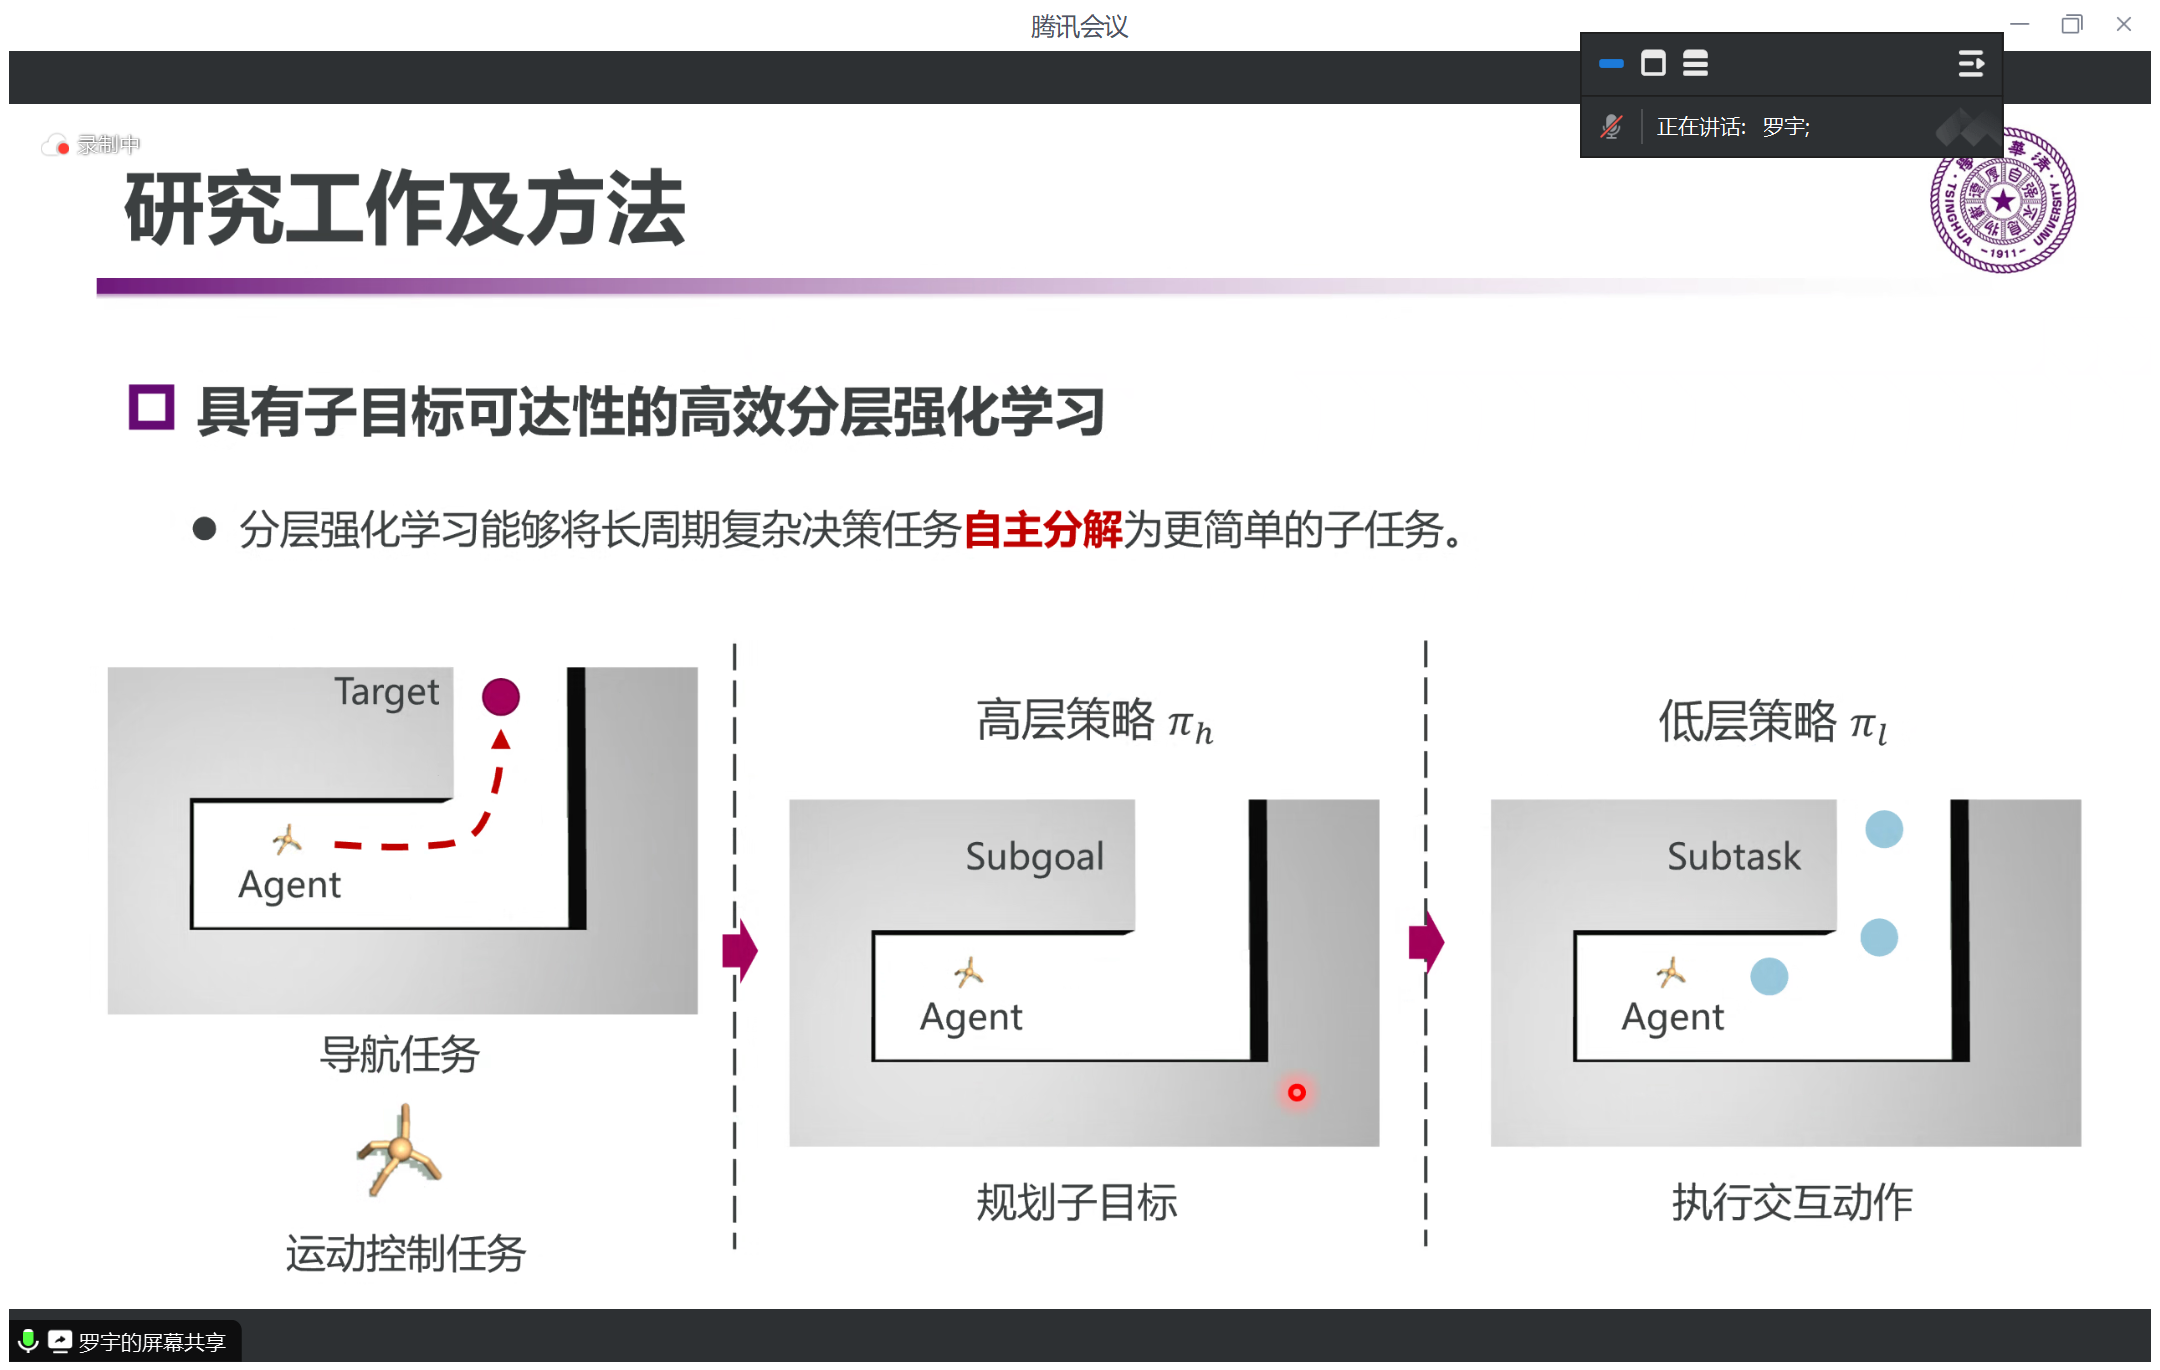 腾讯会议
正在讲话: 罗宇;
录制中
研究工作及方法
TSINGHUA UNIVERSITY
-1911-
具有子目标可达性的高效分层强化学习
分层强化学习能够将长周期复杂决策任务自主分解为更简单的子任务。
Target
Agent
导航任务
运动控制任务
高层策略 πh
Subgoal
Agent
规划子目标
低层策略 πl
Subtask
Agent
执行交互动作
罗宇的屏幕共享